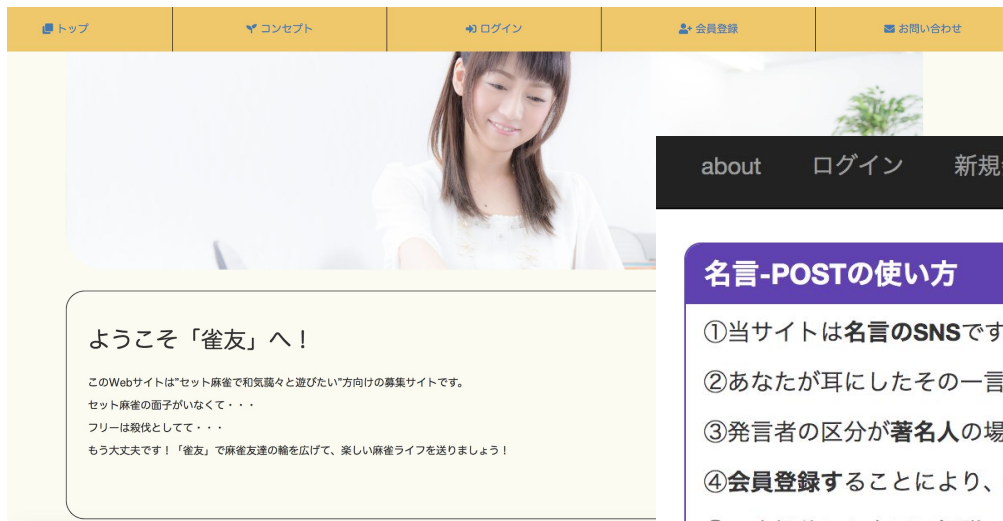 トップ
コンセプト
ログイン
会員登録
お問い合わせ
ようこそ「雀友」へ！
このWebサイトは”セット麻雀で和気藹々と遊びたい”方向けの募集サイトです。
セット麻雀の面子がいなくて・・・
フリーは殺伐としてて・・・
もう大丈夫です！「雀友」で麻雀友達の輪を広げて、楽しい麻雀ライフを送りましょう！
about
ログイン
新規
名言-POSTの使い方
①当サイトは名言のSNSです
②あなたが耳にしたその一言
③発言者の区分が著名人の場
④会員登録することにより、